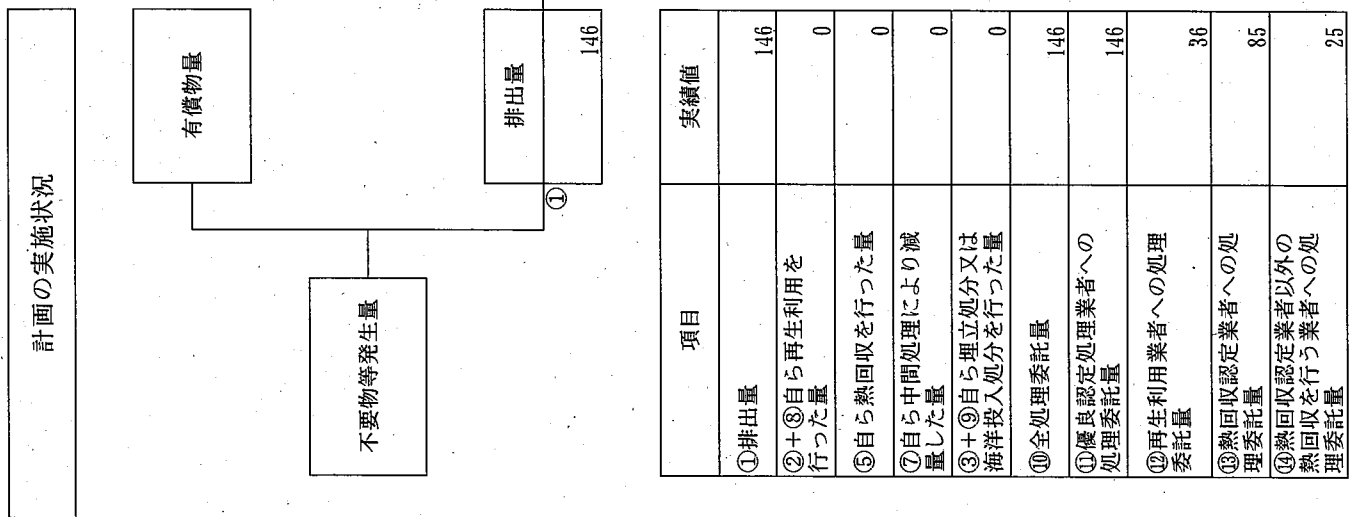 計画の実施状況
有償物量
不要物等発生量
排出量
①
146
項目 実績値
①排出量 146
②+⑧自ら再生利用を
行った量 0
⑤自ら熱回収を行った量 0
⑦自ら中間処理により減
量した量 0
③+⑨自ら埋立処分又は
海洋投入処分を行った量 0
⑩全処理委託量 146
⑪優良認定処理業者への
処理委託量 146
⑫再生利用業者への処理
委託量 36
⑬熱回収認定業者への処
理委託量 85
⑭熱回収認定業者以外の
熱回収を行う業者への処
理委託量 25